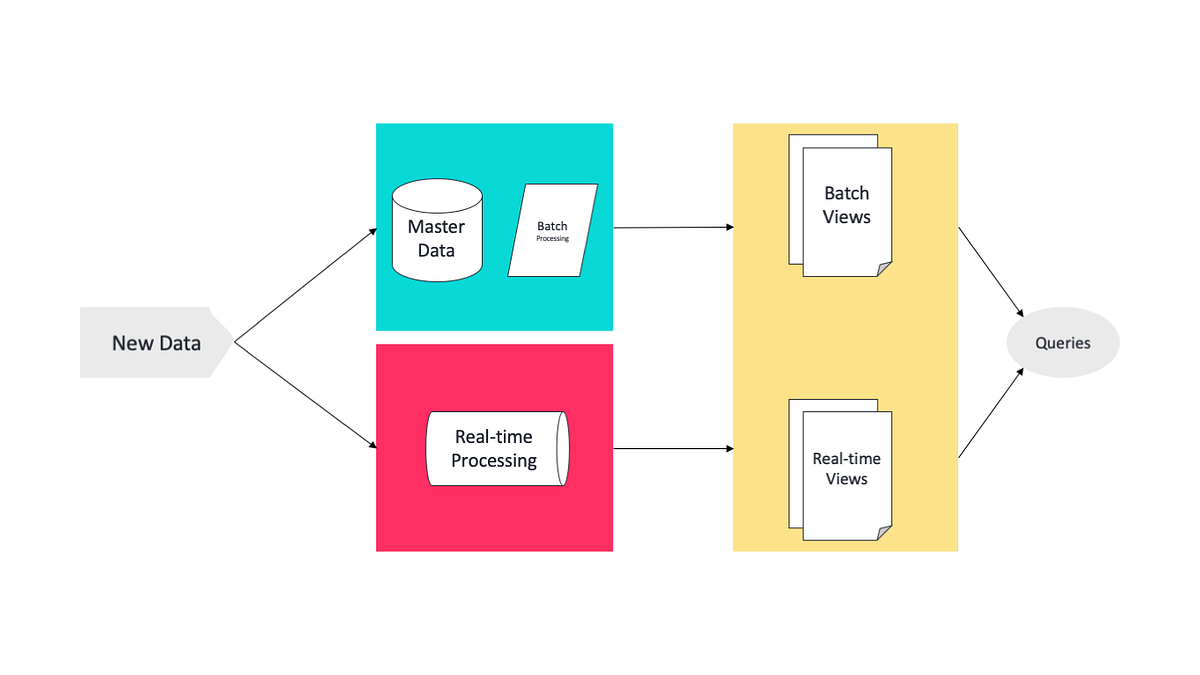 New Data
Master
Data
Batch
Processing
Real-time
Processing
Batch
Views
Real-time
Views
Queries